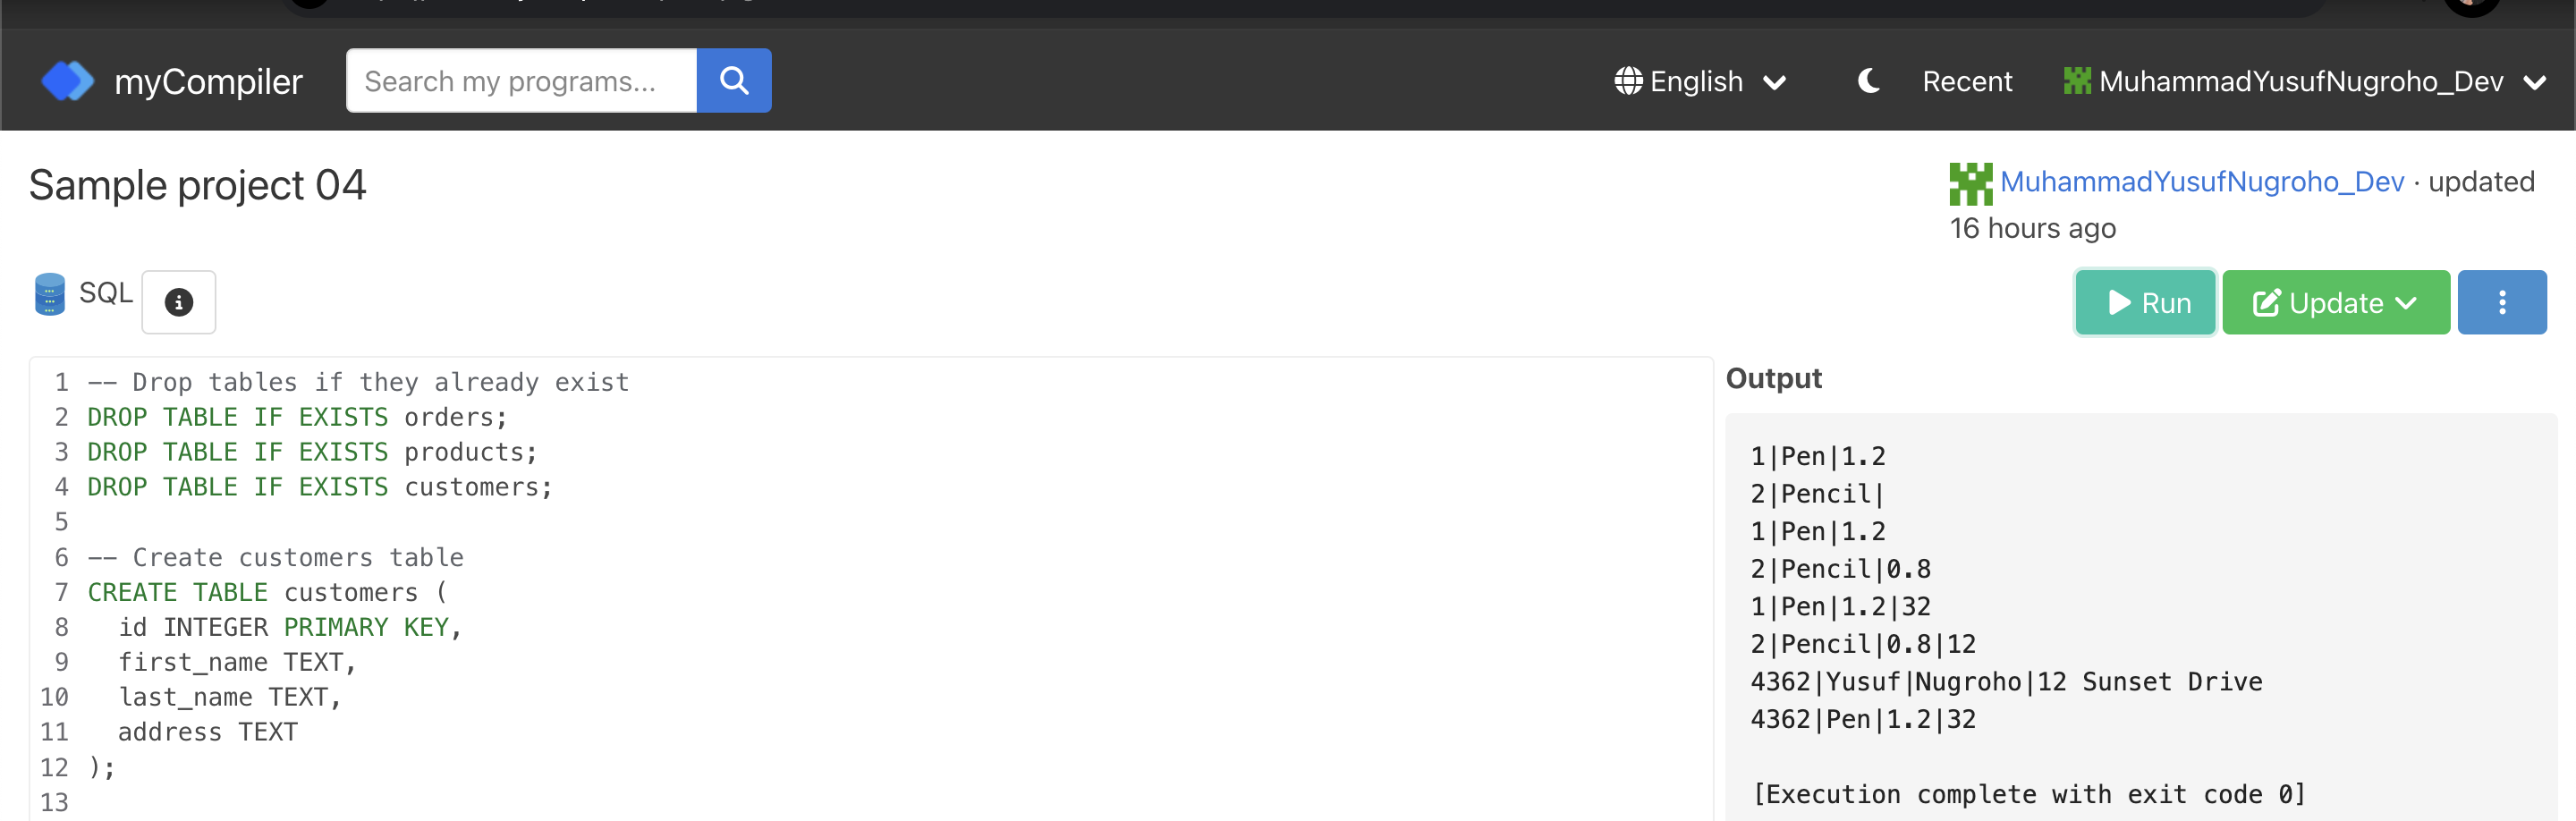 myCompiler
Search my programs...
English
Recent
MuhammadYusufNugroho_Dev
Sample project 04
MuhammadYusufNugroho_Dev · updated
16 hours ago
SQL
Run
Update
1 -- Drop tables if they already exist
2 DROP TABLE IF EXISTS orders;
3 DROP TABLE IF EXISTS products;
4 DROP TABLE IF EXISTS customers;
5
6 -- Create customers table
7 CREATE TABLE customers (
8   id INTEGER PRIMARY KEY,
9   first_name TEXT,
10   last_name TEXT,
11   address TEXT
12 );
13
Output
1|Pen|1.2
2|Pencil|
1|Pen|1.2
2|Pencil|0.8
1|Pen|1.2|32
2|Pencil|0.8|12
4362|Yusuf|Nugroho|12 Sunset Drive
4362|Pen|1.2|32
[Execution complete with exit code 0]